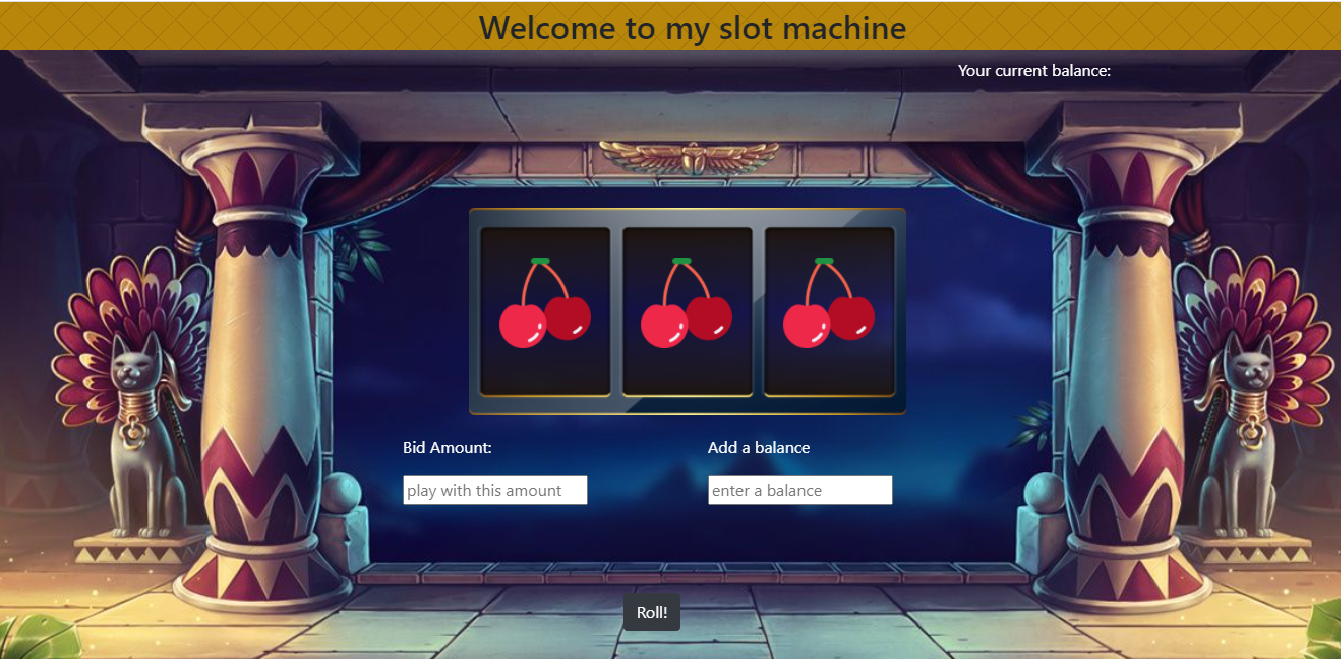 Welcome to my slot machine
Your current balance:
Bid Amount:
Add a balance
play with this amount
enter a balance
Roll!